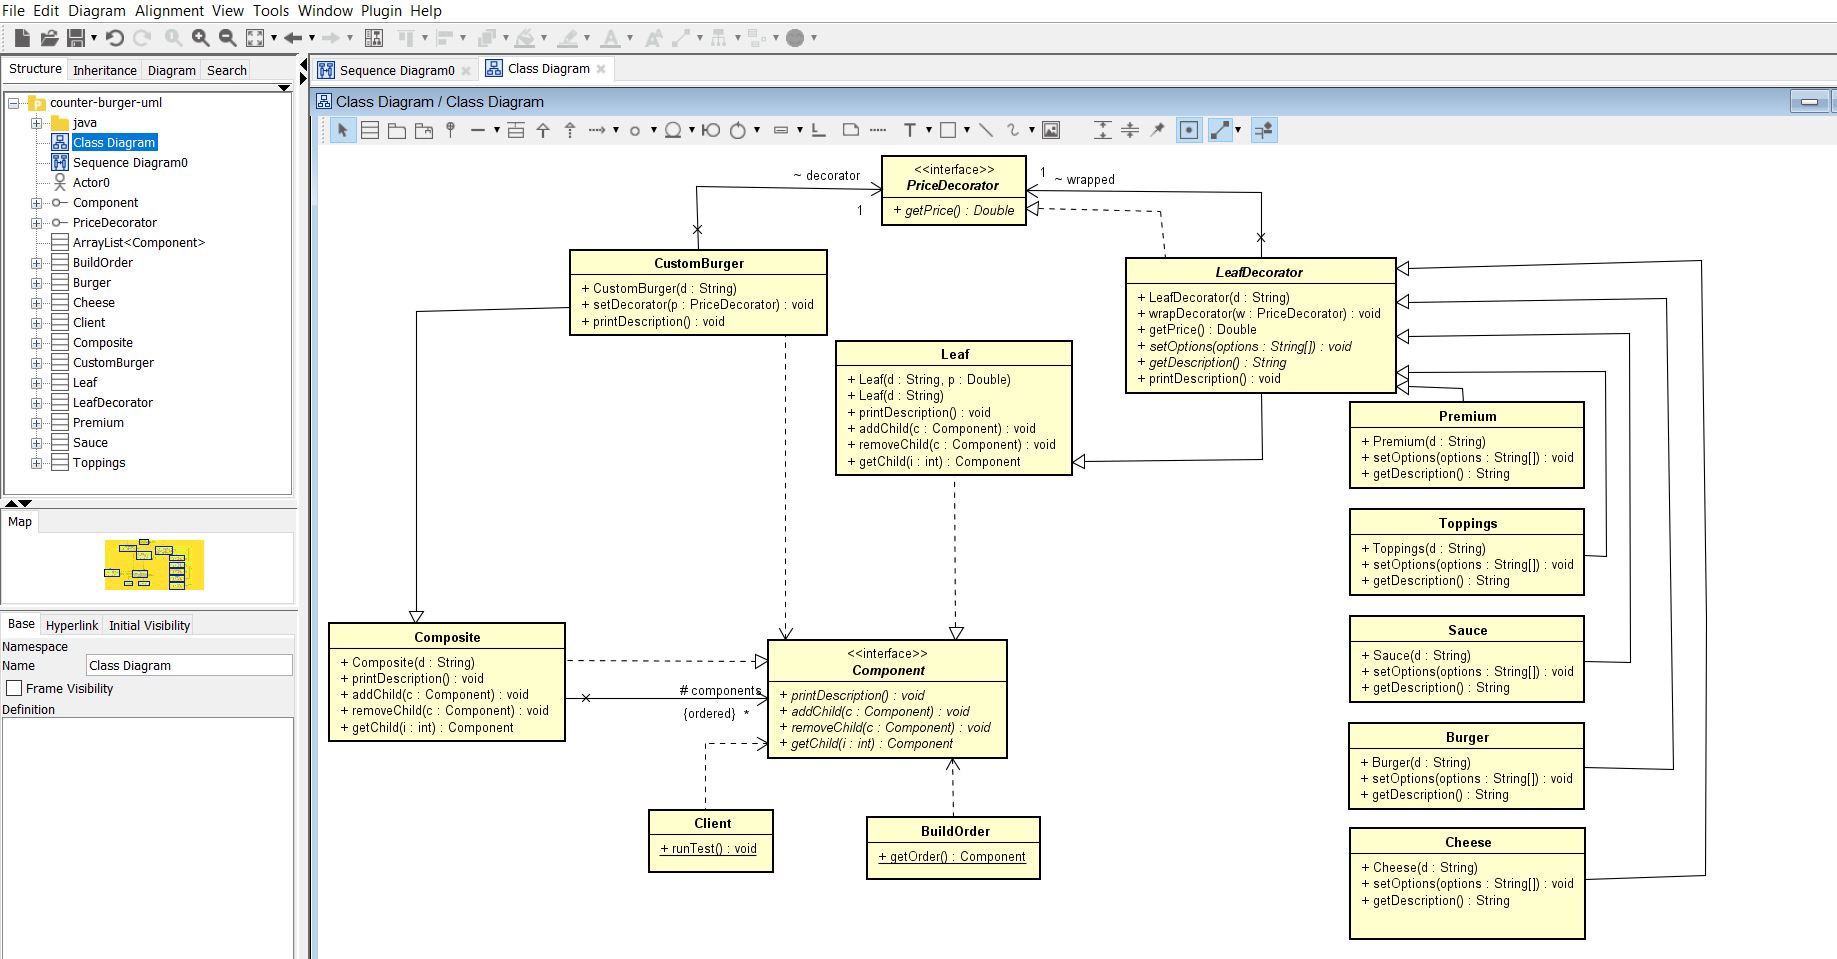 File Edit Diagram Alignment View Tools Window Plugin Help
Structure Inheritance Diagram Search
counter-burger-uml
java
Class Diagram
Sequence Diagram0
Actor0
Component
PriceDecorator
ArrayList<Component>
BuildOrder
Burger
Cheese
Client
Composite
CustomBurger
Leaf
LeafDecorator
Premium
Sauce
Toppings
Map
Base Hyperlink Initial Visibility
Namespace
Name Class Diagram
Frame Visibility
Definition
Sequence Diagram0 Class Diagram
Class Diagram / Class Diagram
T
<<interface>>
PriceDecorator
+ getPrice() : Double
~ decorator
1
1
~ wrapped
CustomBurger
+ CustomBurger(d : String)
+ setDecorator(p : PriceDecorator) : void
+ printDescription() : void
LeafDecorator
+ LeafDecorator(d : String)
+ wrapDecorator(w : PriceDecorator) : void
+ getPrice() : Double
+ setOptions(options : String[]) : void
+ getDescription() : String
+ printDescription() : void
Leaf
+ Leaf(d : String, p : Double)
+ Leaf(d : String)
+ printDescription() : void
+ addChild(c : Component) : void
+ removeChild(c : Component) : void
+ getChild(i : int) : Component
Premium
+ Premium(d : String)
+ setOptions(options : String[]) : void
+ getDescription() : String
Toppings
+ Toppings(d : String)
+ setOptions(options : String[]) : void
+ getDescription() : String
Sauce
+ Sauce(d : String)
+ setOptions(options : String[]) : void
+ getDescription() : String
Burger
+ Burger(d : String)
+ setOptions(options : String[]) : void
+ getDescription() : String
Cheese
+ Cheese(d : String)
+ setOptions(options : String[]) : void
+ getDescription() : String
Composite
+ Composite(d : String)
+ printDescription() : void
+ addChild(c : Component) : void
+ removeChild(c : Component) : void
+ getChild(i : int) : Component
# components
{ordered} *
<<interface>>
Component
+ printDescription() : void
+ addChild(c : Component) : void
+ removeChild(c : Component) : void
+ getChild(i : int) : Component
Client
+ runTest() : void
BuildOrder
+ getOrder() : Component